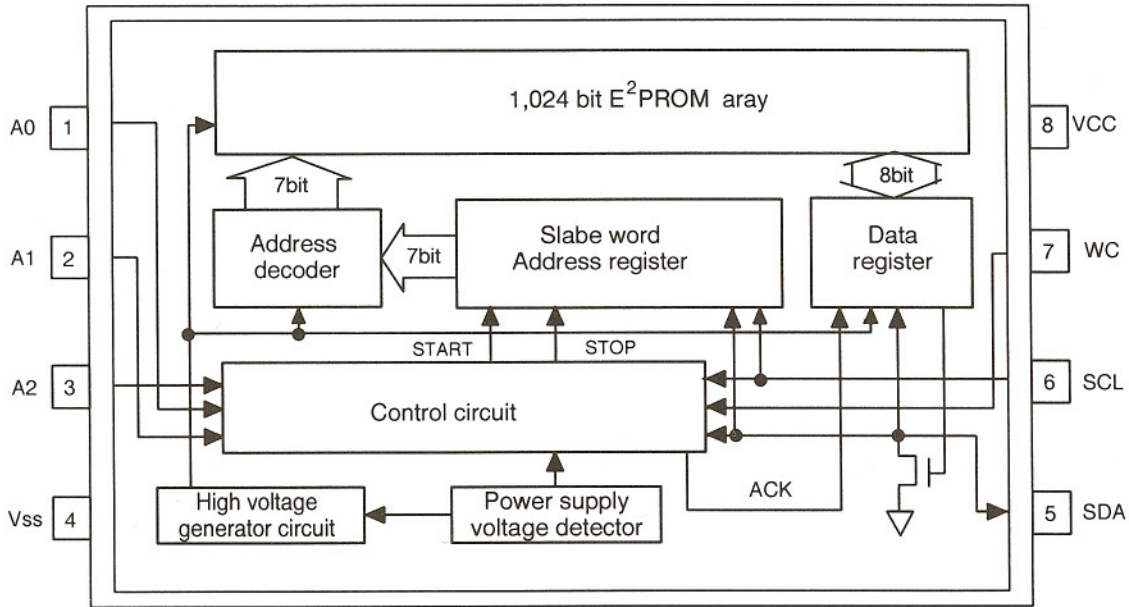 1,024 bit E²PROM aray
A0
1
8
VCC
7bit
8bit
Address
decoder
7bit
Slabe word
Address register
Data
register
A1
2
7
WC
START
STOP
A2
3
6
SCL
Control circuit
ACK
High voltage
generator circuit
Power supply
voltage detector
Vss
4
5
SDA